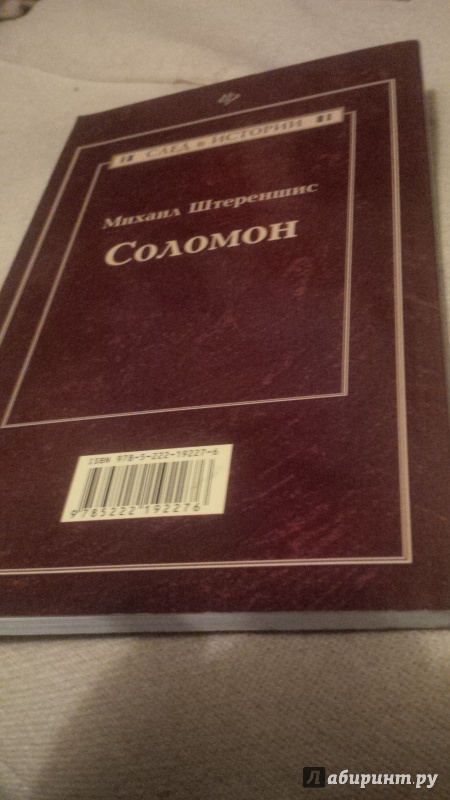 СЛЕД в ИСТОРИИ
Михаил Штереншис
Соломон
ISBN 978-5-222-19227-6
9785222192276
Лабиринт.ру